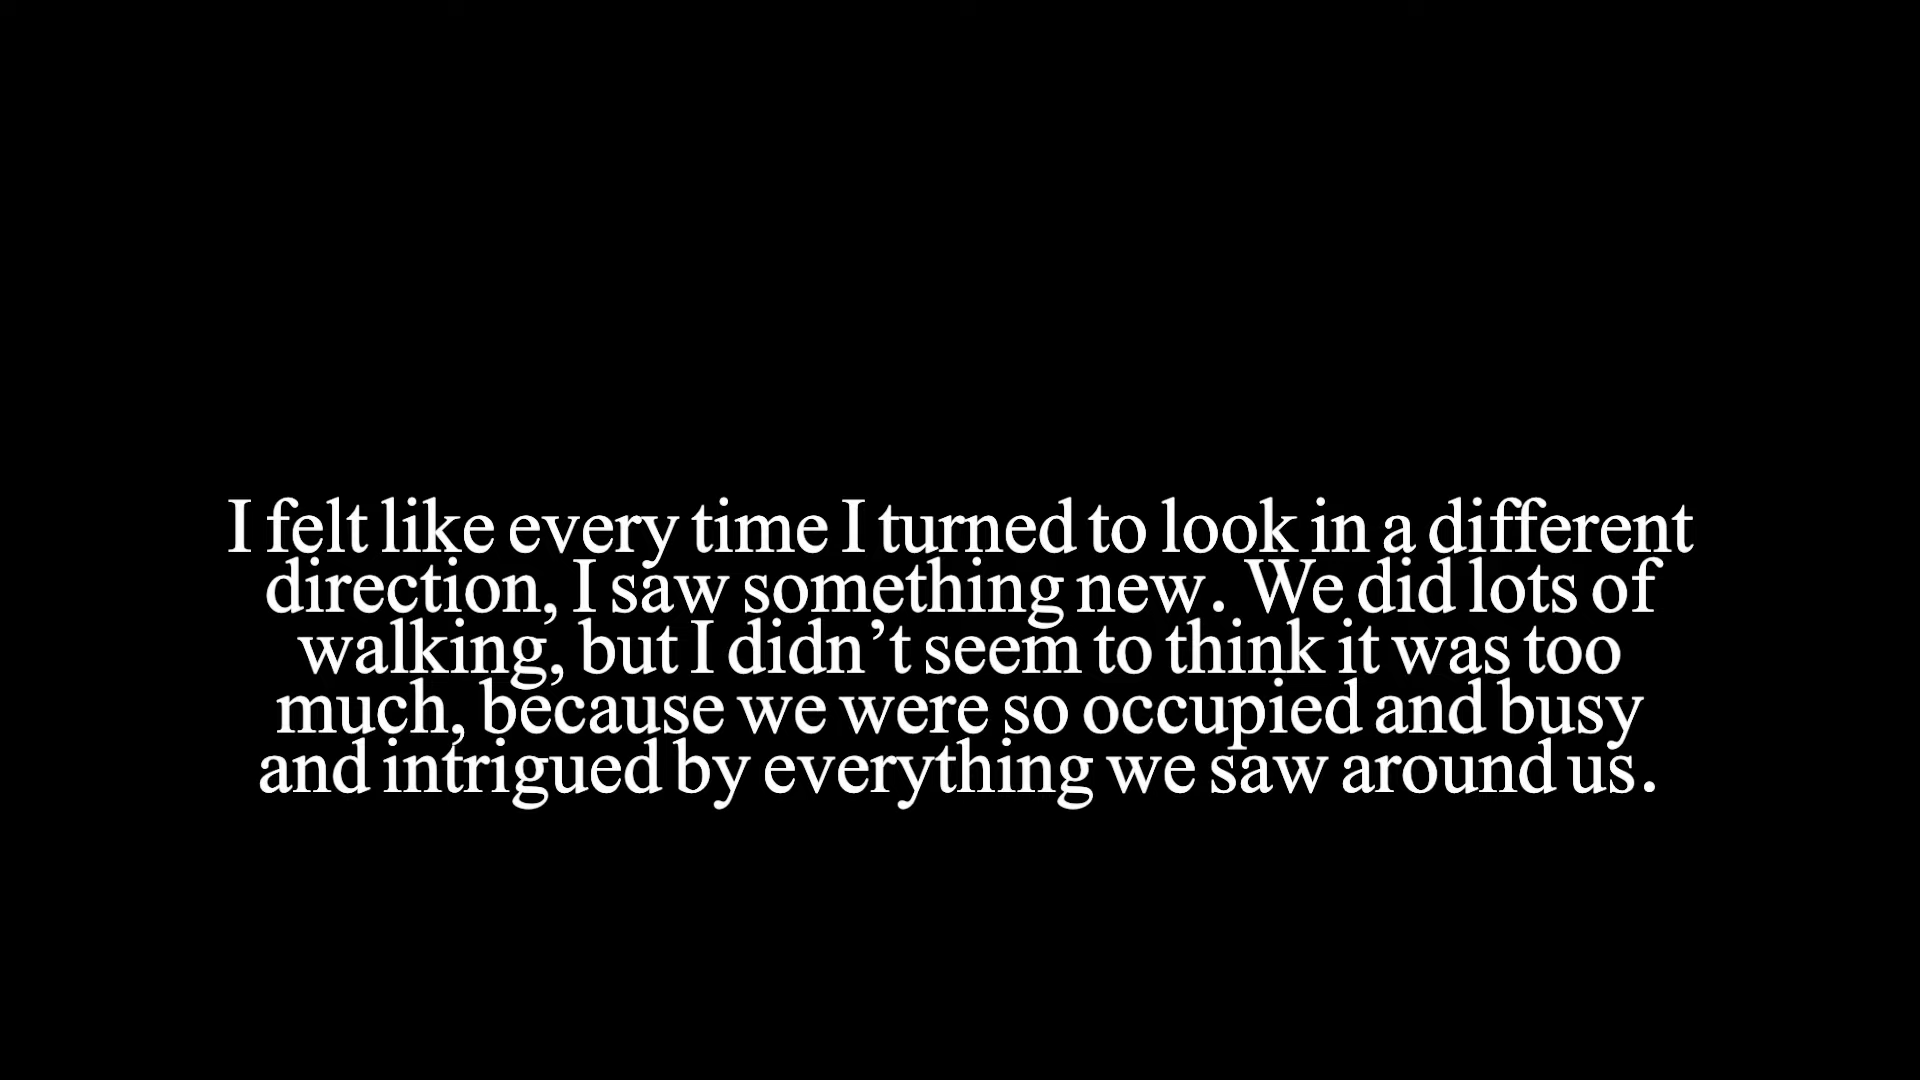 I felt like every time I turned to look in a different
direction, I saw something new. We did lots of
walking, but I didn’t seem to think it was too
much, because we were so occupied and busy
and intrigued by everything we saw around us.